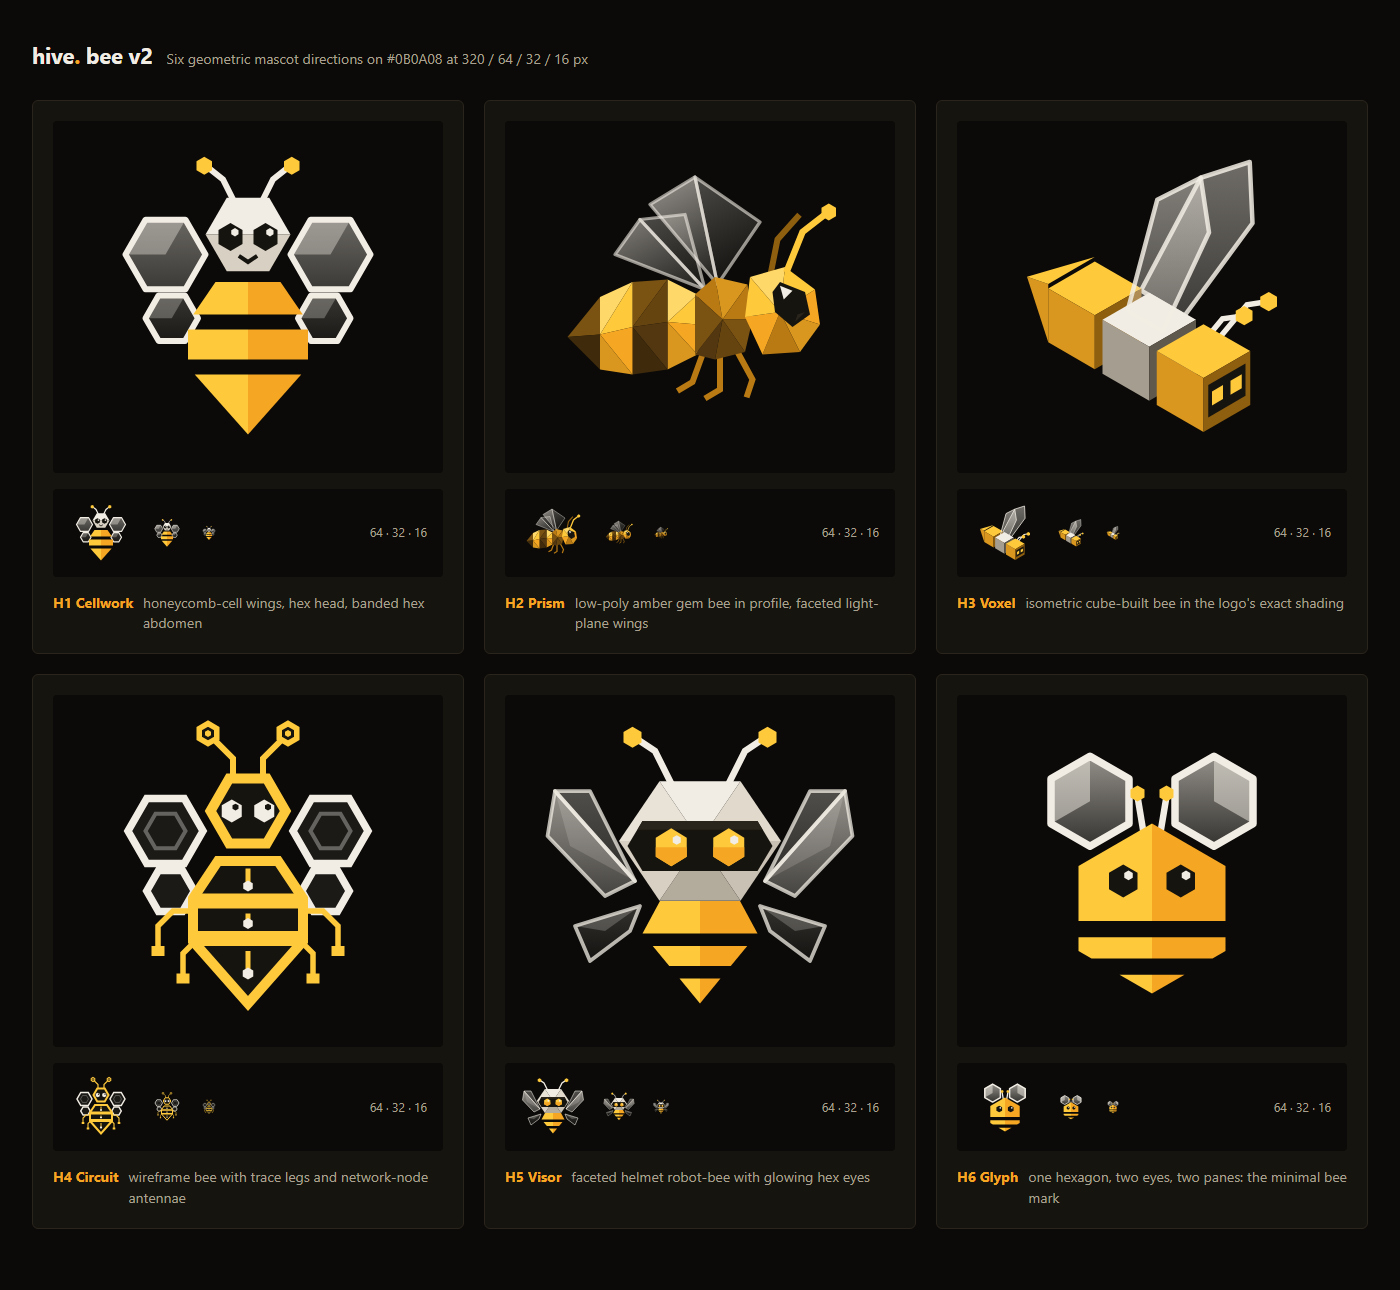 hive. bee v2 Six geometric mascot directions on #0B0A08 at 320 / 64 / 32 / 16 px
64 · 32 · 16
H1 Cellwork honeycomb-cell wings, hex head, banded hex
abdomen
64 · 32 · 16
H2 Prism low-poly amber gem bee in profile, faceted light-
plane wings
64 · 32 · 16
H3 Voxel isometric cube-built bee in the logo's exact shading
64 · 32 · 16
H4 Circuit wireframe bee with trace legs and network-node
antennae
64 · 32 · 16
H5 Visor faceted helmet robot-bee with glowing hex eyes
64 · 32 · 16
H6 Glyph one hexagon, two eyes, two panes: the minimal bee
mark